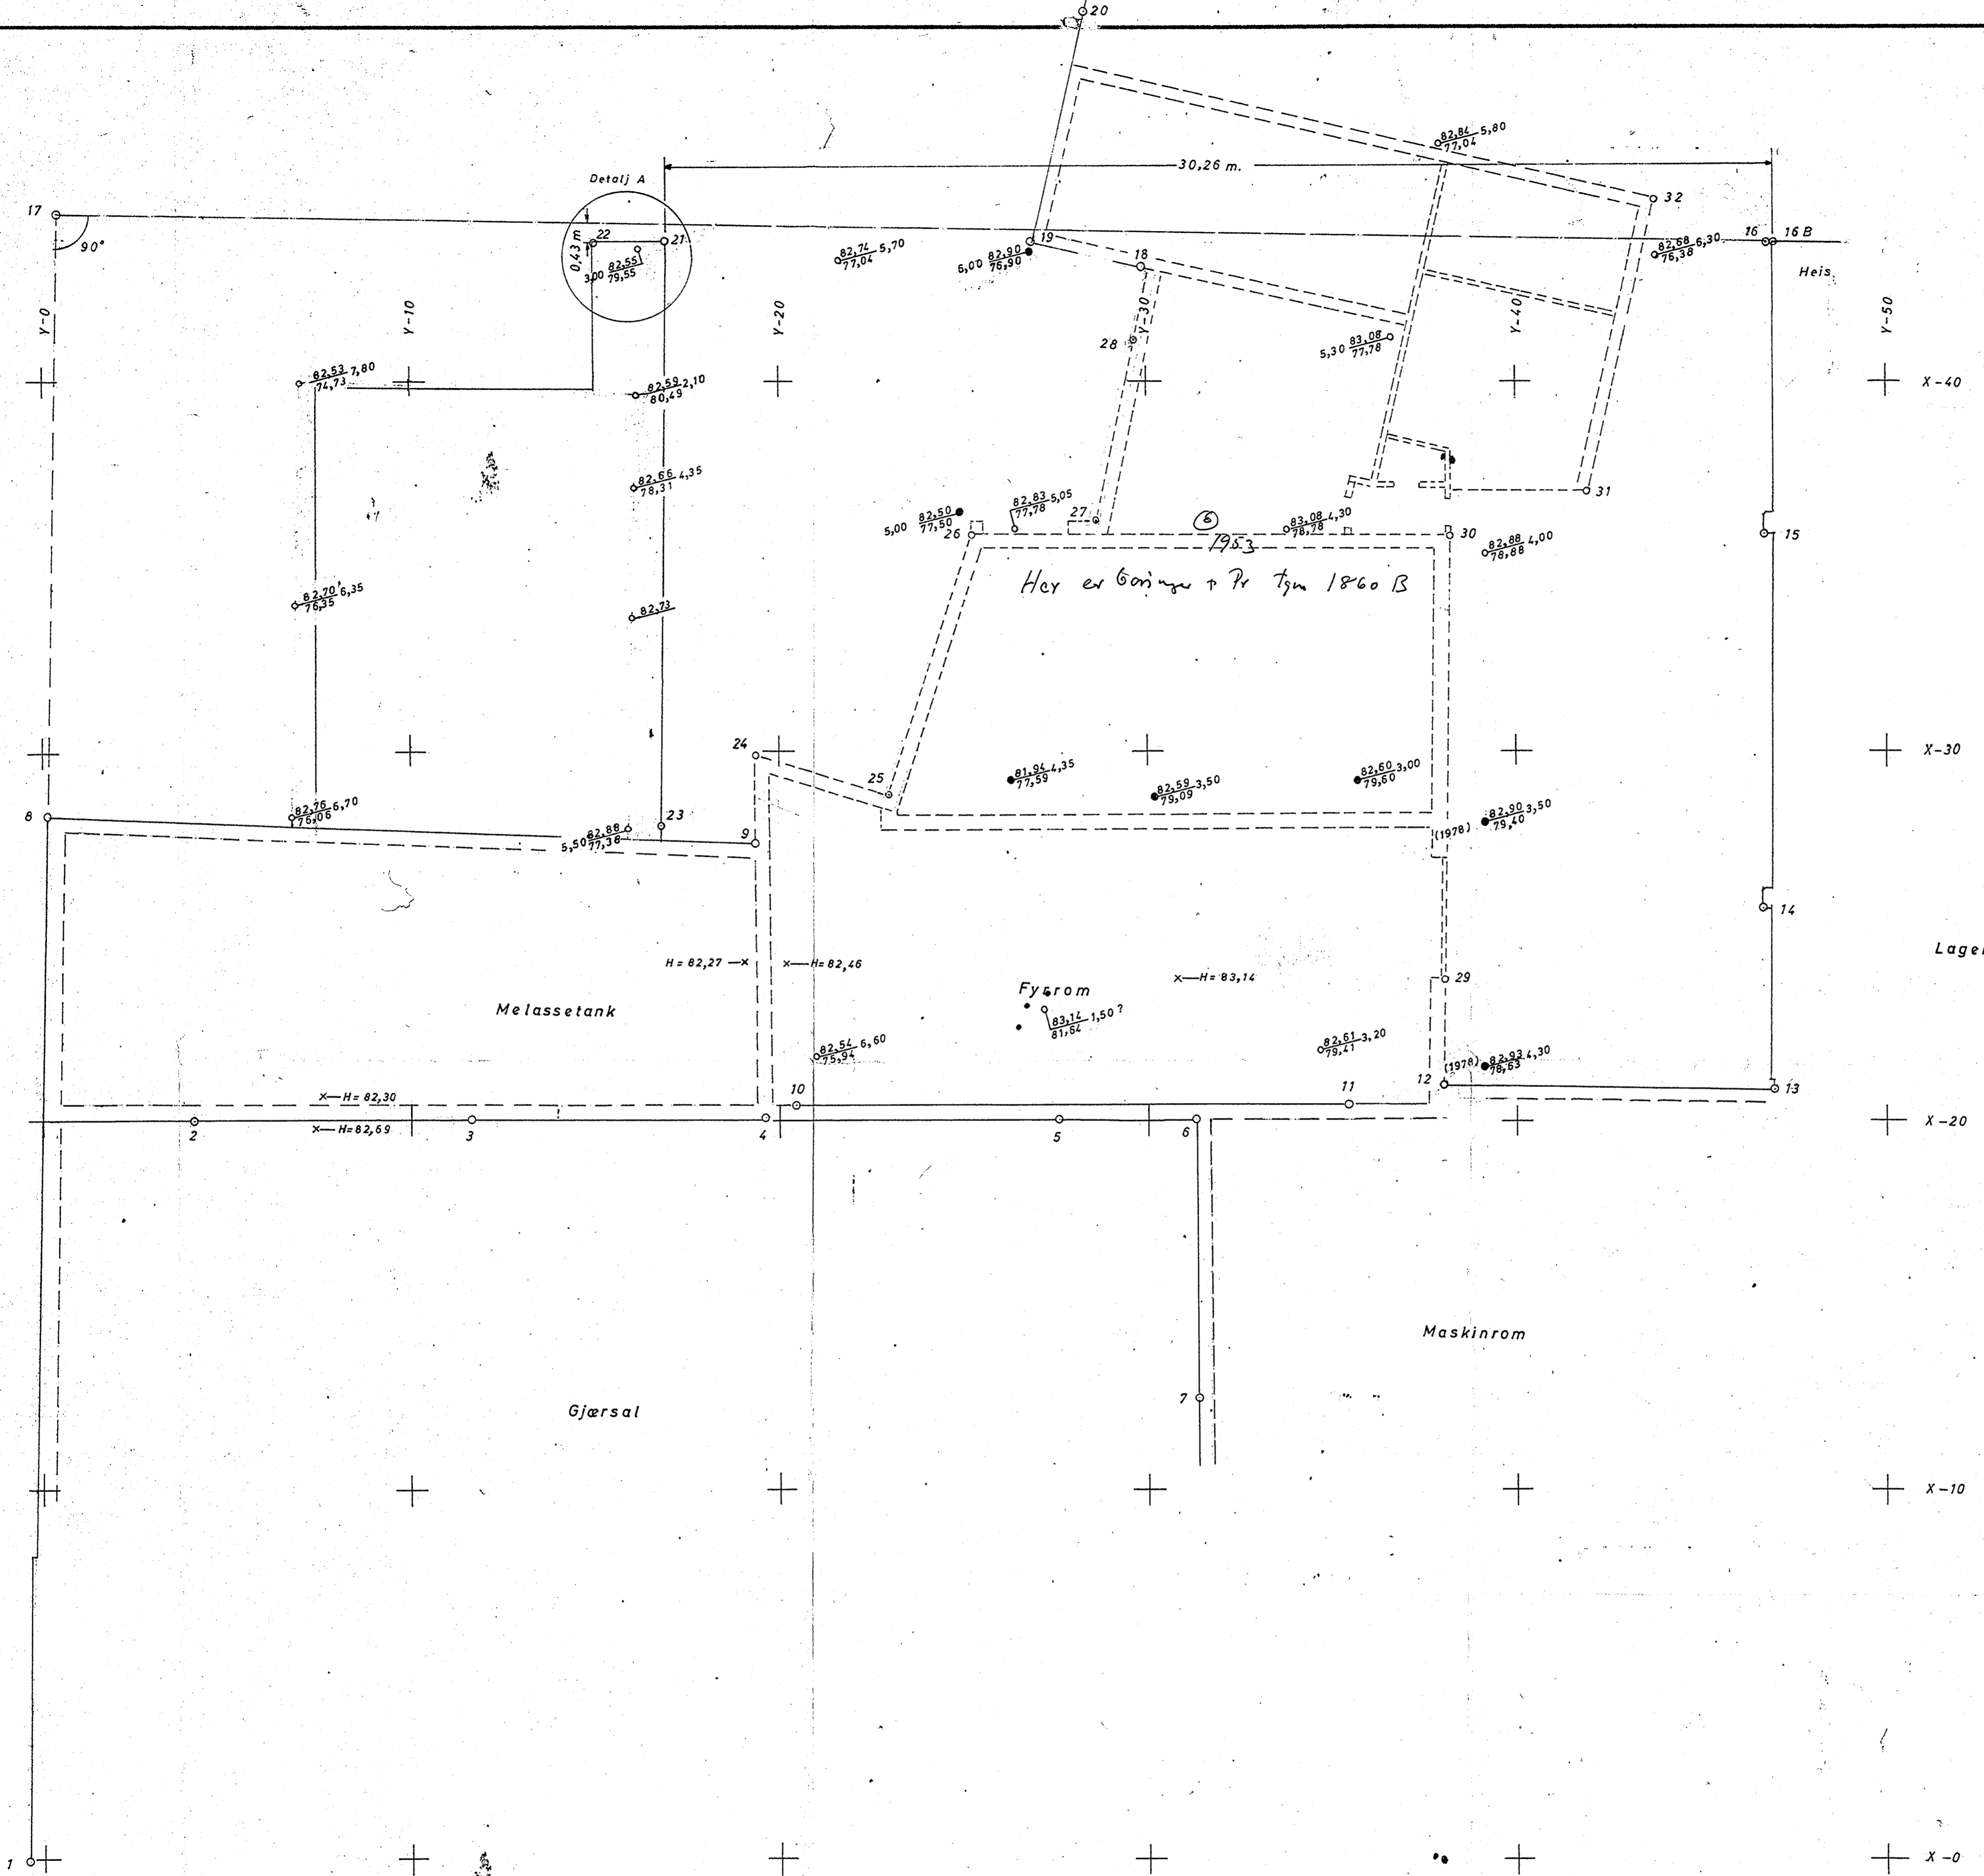 20
82,84 5,80
77,04
30,26 m.
Detalj A
32
17
90°
0,43 m
22
21
3,00 82,55
79,55
82,74 5,70
77,04
6,00 82,90
76,90
19
18
82,68 6,30
76,38
16
16 B
Heis
Y-0
Y-10
Y-20
Y-30
Y-40
Y-50
28
5,30 83,08
77,78
82,53 7,80
74,73
82,59 2,10
80,49
X-40
82,66 4,35
78,31
31
5,00 82,50
77,50
82,83 5,05
77,78
27
26
6
1953
83,08 4,30
78,78
30
82,88 4,00
78,88
15
Her er
Pr tgn 1860 B
82,70 6,35
76,35
82,73
24
25
81,94 4,35
77,59
82,59 3,50
79,09
82,60 3,00
79,60
X-30
8
82,76 6,70
76,06
5,50 82,88
77,38
23
9
(1978)
82,90 3,50
79,40
14
Lager
H = 82,27
H = 82,46
H = 83,14
29
Melassetank
Fyrrom
83,14 1,50 ?
81,64
82,54 6,60
75,94
82,61 3,20
79,41
(1978) 82,93 4,30
78,63
H = 82,30
H = 82,69
10
11
12
13
2
3
4
5
6
X-20
Maskinrom
7
Gjærsal
X-10
1
X-0